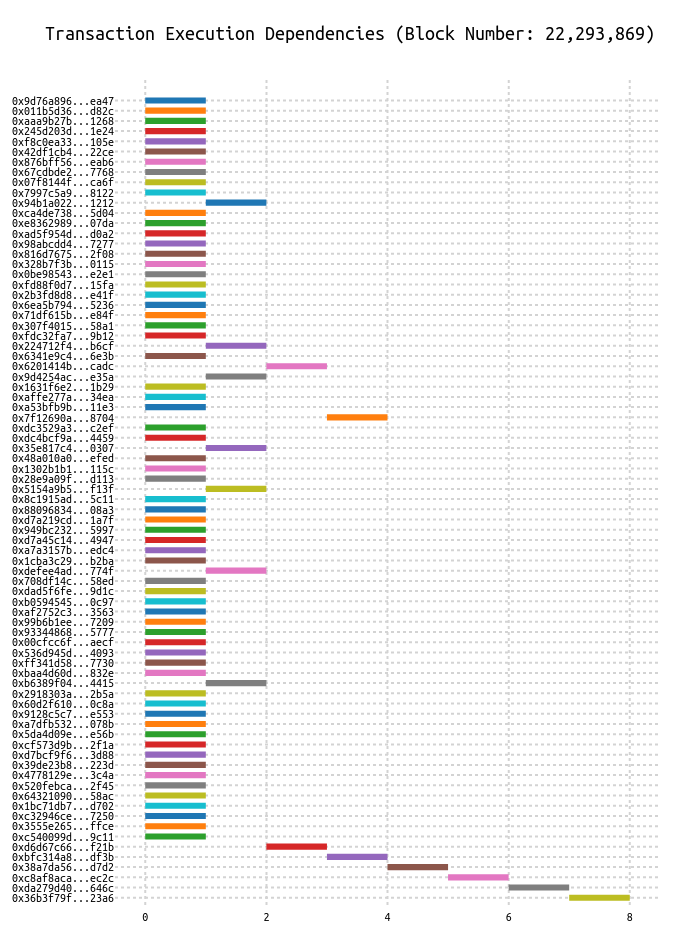 Transaction Execution Dependencies (Block Number: 22,293,869)
0x9d76a896...ea47
0x011b5d36...d82c
0xaaa9b27b...1268
0x245d203d...1e24
0xf8c0ea33...105e
0x42df1cb4...22ce
0x876bff56...eab6
0x67cdbde2...7768
0x07f8144f...ca6f
0x7997c5a9...8122
0x94b1a022...1212
0xca4de738...5d04
0xe8362989...07da
0xad5f954d...d0a2
0x98abcdd4...7277
0x816d7675...2f08
0x328b7f3b...0115
0x0be98543...e2e1
0xfd88f0d7...15fa
0x2b3fd8d8...e41f
0x6ea5b794...5236
0x71df615b...e84f
0x307f4015...58a1
0xfdc32fa7...9b12
0x224712f4...b6cf
0x6341e9c4...6e3b
0x6201414b...cadc
0x9d4254ac...e35a
0x1631f6e2...1b29
0xaffe277a...34ea
0xa53bfb9b...11e3
0x7f12690a...8704
0xdc3529a3...c2ef
0xdc4bcf9a...4459
0x35e817c4...0307
0x48a010a0...efed
0x1302b1b1...115c
0x28e9a09f...d113
0x5154a9b5...f13f
0x8c1915ad...5c11
0x88096834...08a3
0xd7a219cd...1a7f
0x949bc232...5997
0xd7a45c14...4947
0xa7a3157b...edc4
0x1cba3c29...b2ba
0xdefee4ad...774f
0x708df14c...58ed
0xdad5f6fe...9d1c
0xb0594545...0c97
0xaf2752c3...3563
0x99b6b1ee...7209
0x93344868...5777
0x00cfcc6f...aecf
0x536d945d...4093
0xff341d58...7730
0xbaa4d60d...832e
0xb6389f04...4415
0x2918303a...2b5a
0x60d2f610...0c8a
0x9128c5c7...e553
0xa7dfb532...078b
0x5da4d09e...e56b
0xcf573d9b...2f1a
0xd7bcf9f6...3d88
0x39de23b8...223d
0x4778129e...3c4a
0x520febca...2f45
0x64321090...58ac
0x1bc71db7...d702
0xc32946ce...7250
0x3555e265...ffce
0xc540099d...9c11
0xd6d67c66...f21b
0xbfc314a8...df3b
0x38a7da56...d7d2
0xc8af8aca...ec2c
0xda279d40...646c
0x36b3f79f...23a6
0 2 4 6 8